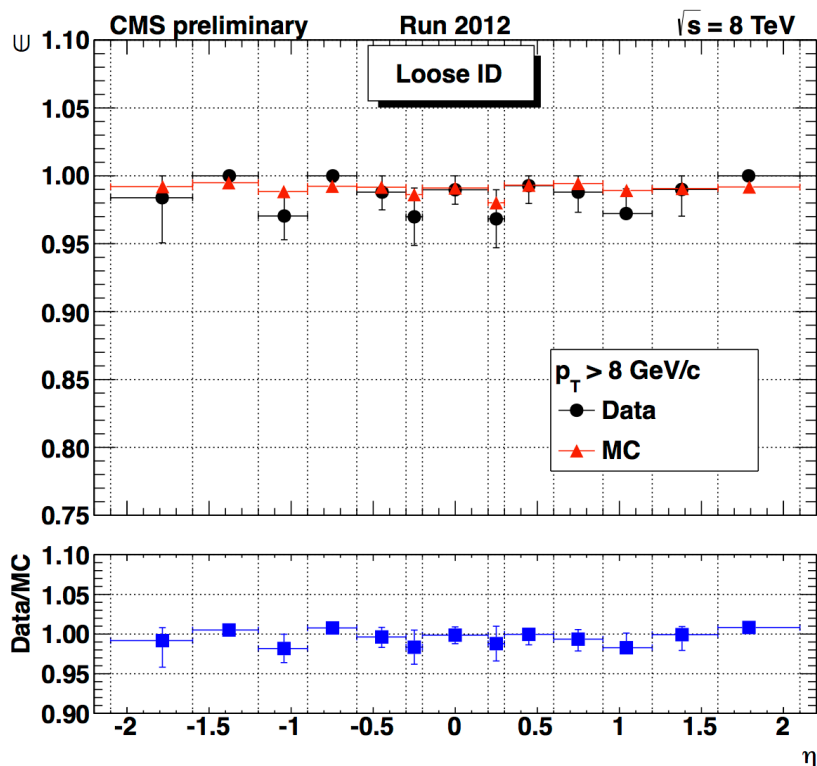 CMS preliminary Run 2012 √s = 8 TeV
∈
Loose ID
1.10
1.05
1.00
0.95
0.90
0.85
0.80
0.75
p_T > 8 GeV/c
Data
MC
Data/MC
1.10
1.05
1.00
0.95
0.90
-2 -1.5 -1 -0.5 0 0.5 1 1.5 2
η